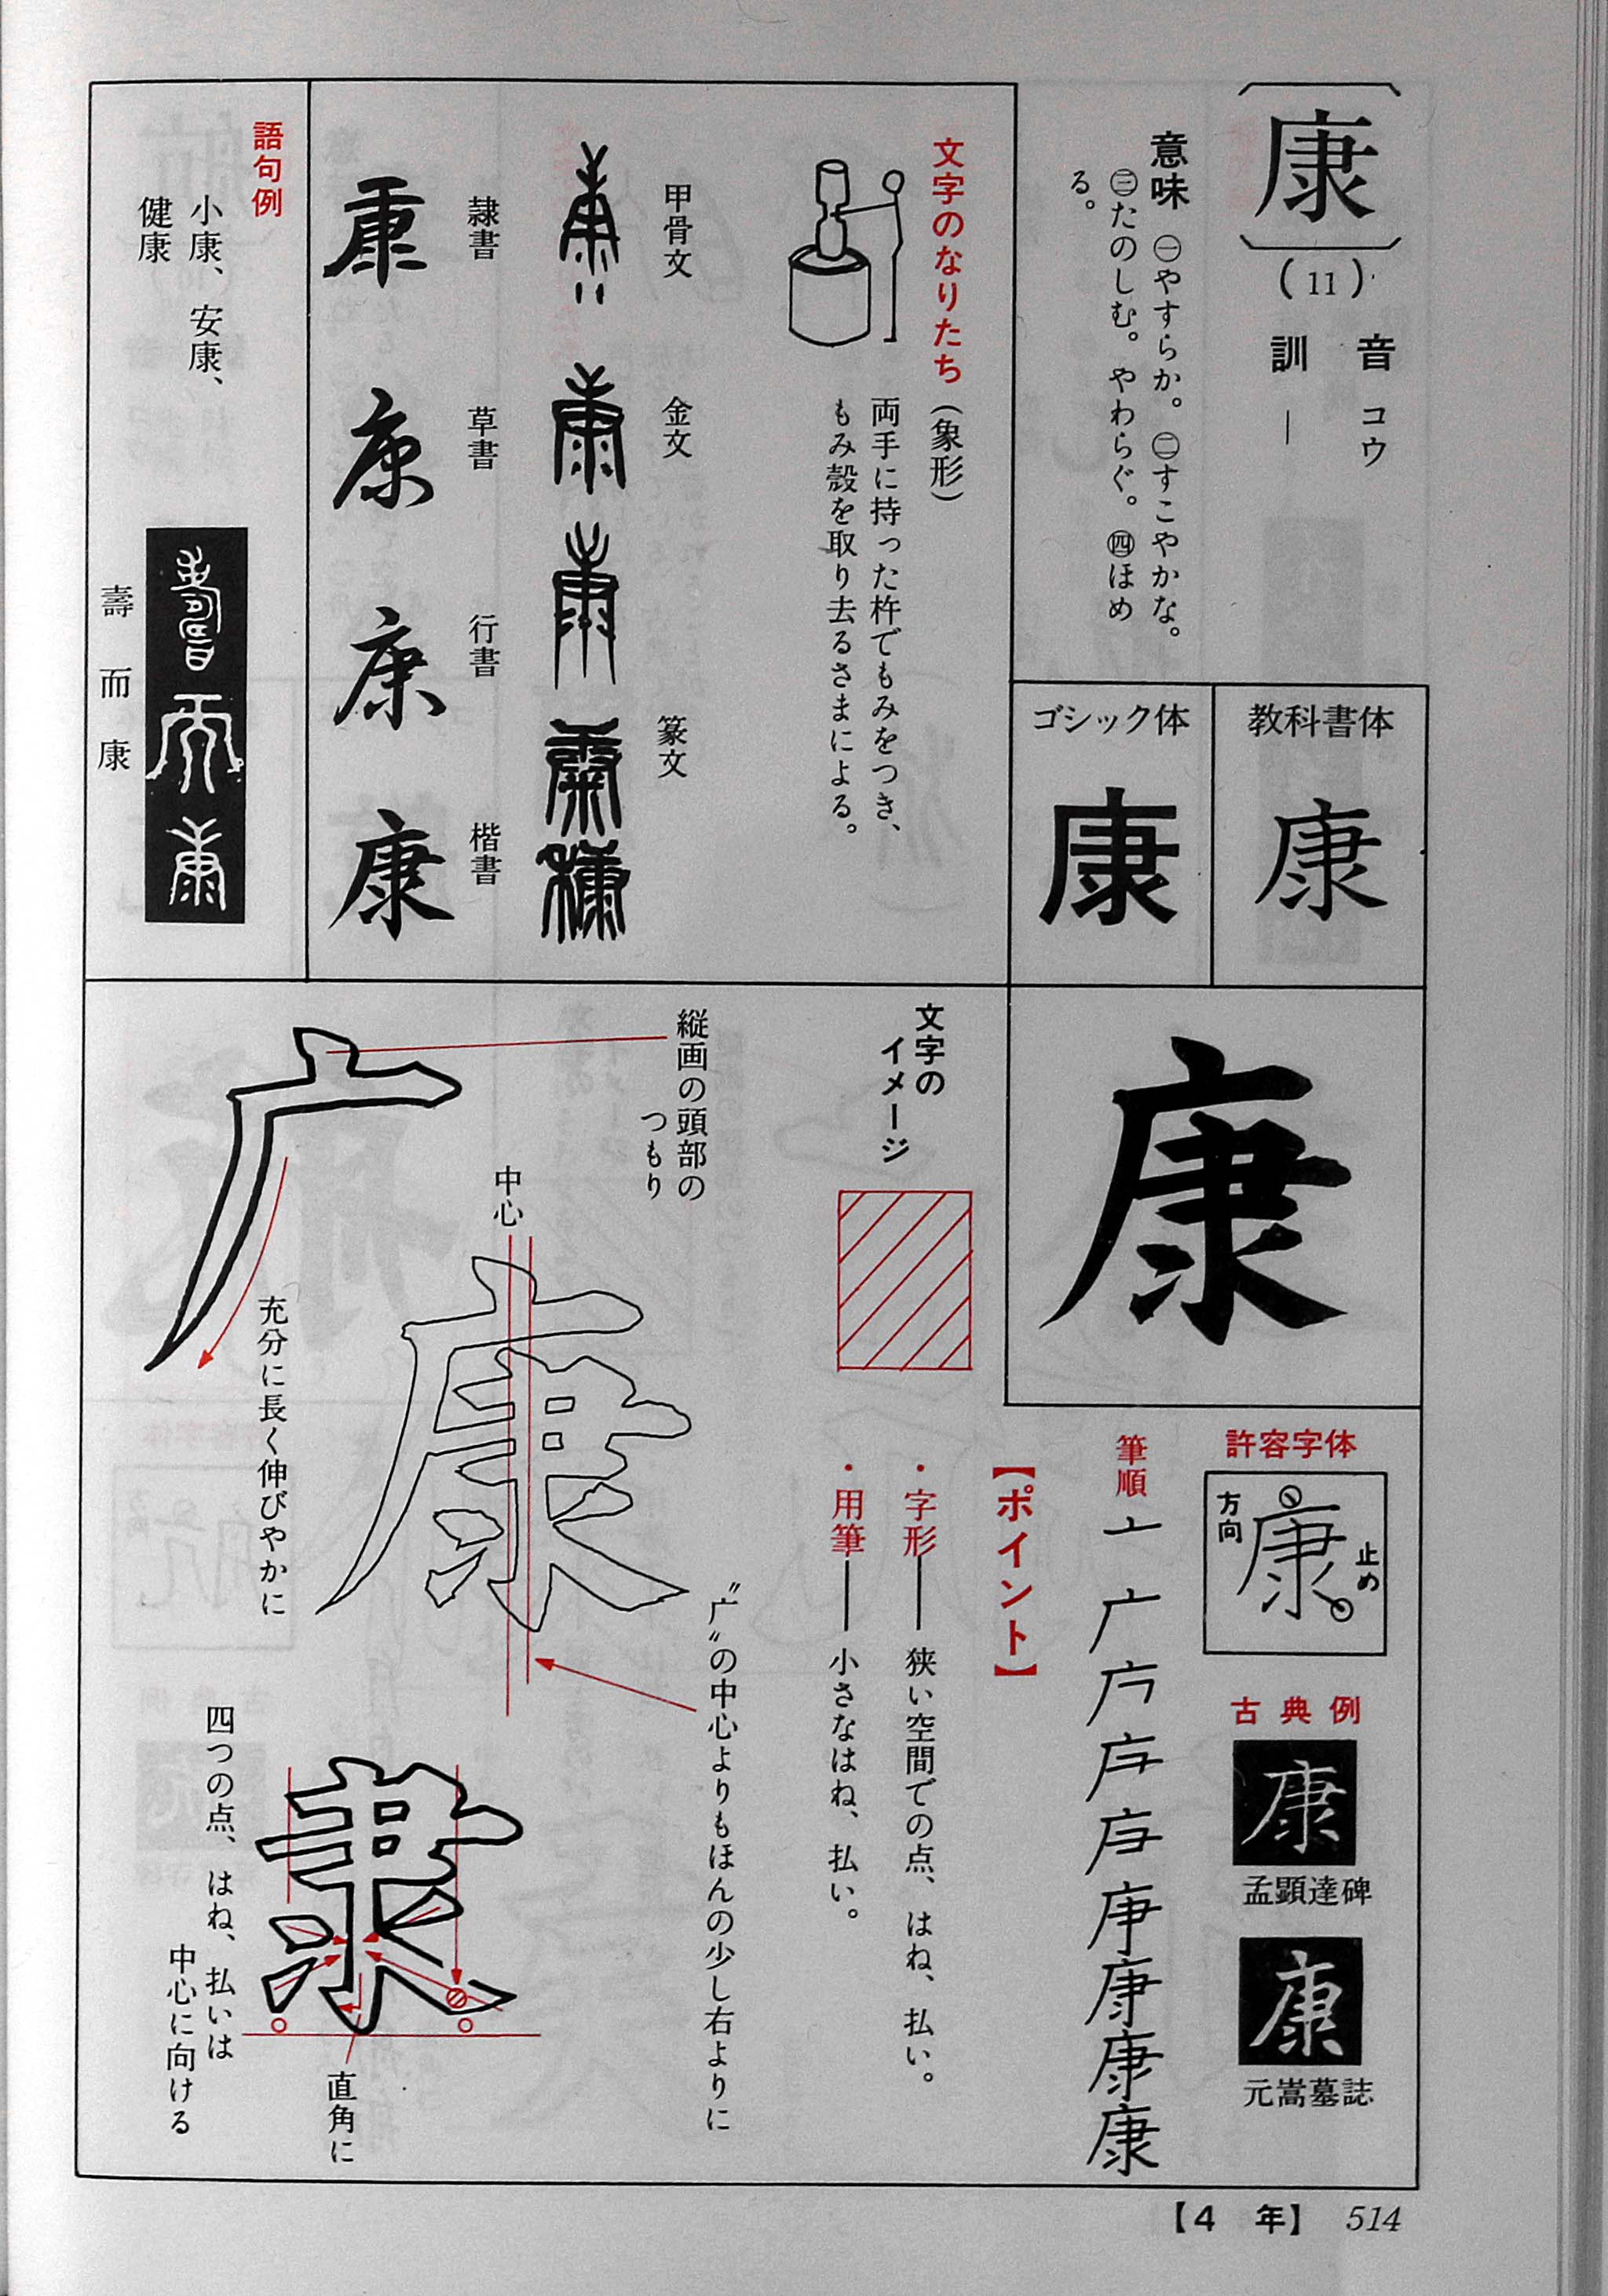 康
(11)
音 コウ
訓 ―
意味 ㊀やすらか。㊁すこやかな。
㊂たのしむ。やわらぐ。㊃ほめ
る。
教科書体
康
ゴシック体
康
文字のなりたち（象形）
両手に持った杵でもみをつき、
もみ殻を取り去るさまによる。
甲骨文
金文
篆文
隷書
康
草書
康
行書
康
楷書
康
語句例
小康、安康、
健康
壽而康
壽而康
康
許容字体
康
方向
止め
古典例
康
孟顕達碑
康
元嵩墓誌
筆順
康
【ポイント】
・字形――狭い空間での点、はね、払い。
・用筆――小さなはね、払い。
文字の
イメージ
縦画の頭部の
つもり
广
充分に長く伸びやかに
中心
康
〝广〟の中心よりもほんの少し右よりに
四つの点、はね、払いは
中心に向ける
直角に
【4 年】 514